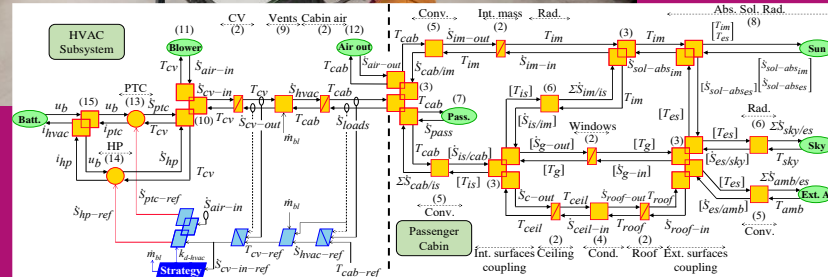 HVAC
Subsystem
(11)
Blower
CV
(2)
Vents
(9)
Cabin air
(2)
(12)
Air out
T_cv
Ṡ_air-in
T_cab
Ṡ_air-out
PTC
(13)
Batt.
u_b
i_hvac
(15)
u_b
i_ptc
Ṡ_ptc
T_cv
(10)
Ṡ_cv-in
T_cv
T_cv
Ṡ_cv-out
Ṡ_hvac
T_cab
ṁ_bl
T_cab
Ṡ_loads
HP
(14)
i_hp
u_b
Ṡ_hp
T_cv
Ṡ_ptc-ref
Ṡ_hp-ref
Ṡ_air-in
ṁ_bl
k_d-hvac
ṁ_bl
Strategy
Ṡ_cv-in-ref
T_cv-ref
Ṡ_hvac-ref
T_cab-ref
Conv.
(5)
Int. mass
(2)
Rad.
(3)
Abs. Sol. Rad.
(8)
T_cab
Ṡ_cab/im
Ṡ_im-out
T_im
T_im
Ṡ_im-in
T_im
Ṡ_sol-abs_im
T_im
[T_im]
[T_es]
Sun
[Ṡ_sol-abs_im]
[Ṡ_sol-abs_es]
[Ṡ_sol-abses]
(3)
T_cab
(7)
Pass.
Ṡ_pass
[T_is]
(6)
ΣṠ_im/is
[Ṡ_is/im]
T_im
[T_es]
T_cab
ΣṠ_cab/is
[Ṡ_is/cab]
[T_is]
(3)
(5)
Conv.
Windows
(2)
[Ṡ_g-out]
[T_g]
[T_g]
[Ṡ_g-in]
(3)
[T_es]
[Ṡ_es/sky]
Rad.
(6)
ΣṠ_sky/es
T_sky
Sky
[T_es]
[Ṡ_es/amb]
ΣṠ_amb/es
T_amb
Ext. A
(5)
Conv.
Ṡ_c-out
T_ceil
T_ceil
Ṡ_ceil-in
Ṡ_roof-out
T_roof
T_roof
Ṡ_roof-in
Passenger
Cabin
Int. surfaces
coupling
(2)
Ceiling
(4)
Cond.
(2)
Roof
Ext. surfaces
coupling